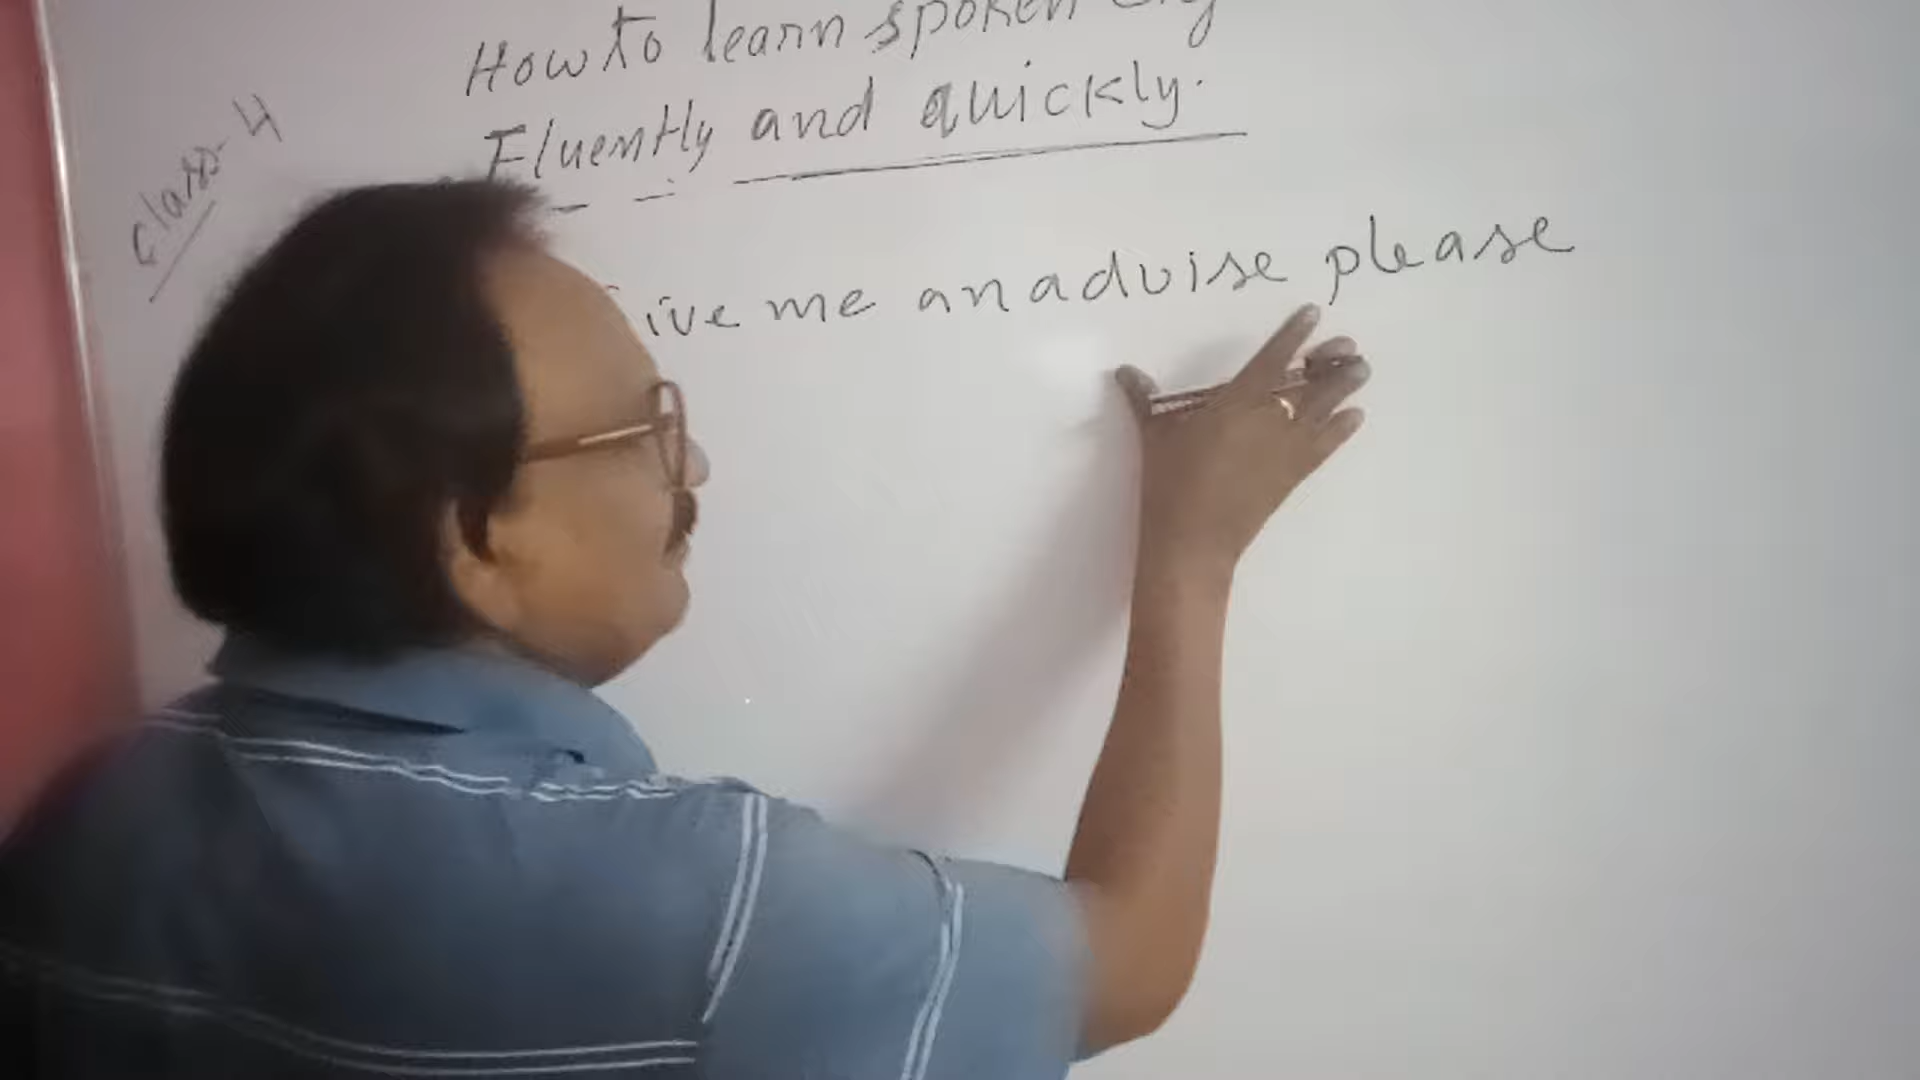 How to learn spoken
Fluently and quickly.
Class-4
ive me an advise please